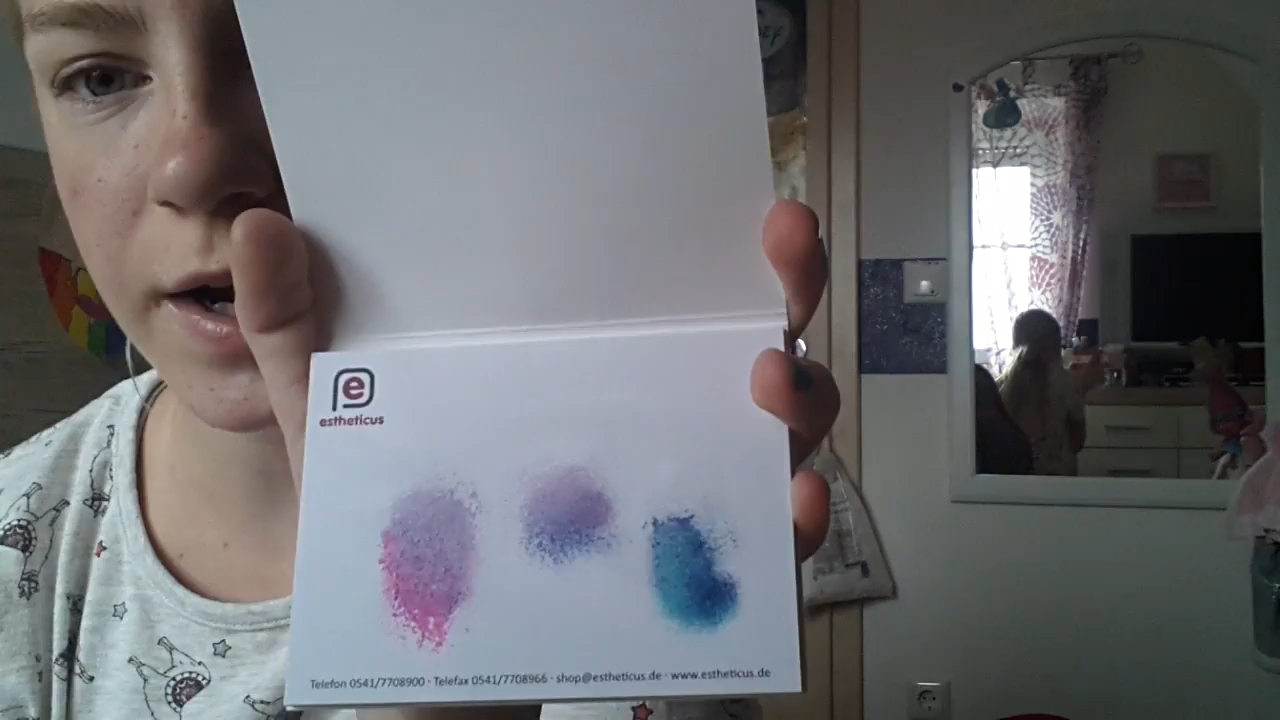 e
estheticus
Telefon 0541/7708900 · Telefax 0541/7708966 · shop@estheticus.de · www.estheticus.de